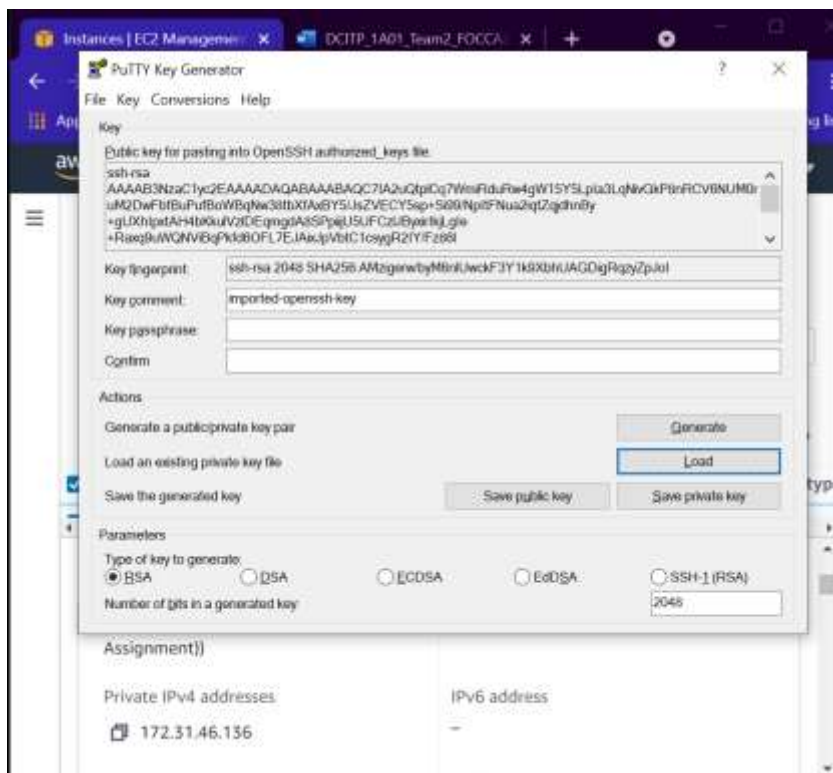 Instances | EC2 Managemen
DCITP_1A01_Team2_FOCCA
PuTTY Key Generator
File Key Conversions Help
Key
Public key for pasting into OpenSSH authorized_keys file:
ssh-rsa
Key fingerprint:
ssh-rsa 2048 SHA256
Key comment:
imported-openssh-key
Key passphrase:
Confirm
Actions
Generate a public/private key pair
Generate
Load an existing private key file
Load
Save the generated key
Save public key
Save private key
Parameters
Type of key to generate:
RSA
DSA
ECDSA
EdDSA
SSH-1 (RSA)
Number of bits in a generated key:
2048
Assignment))
Private IPv4 addresses
IPv6 address
172.31.46.136
–